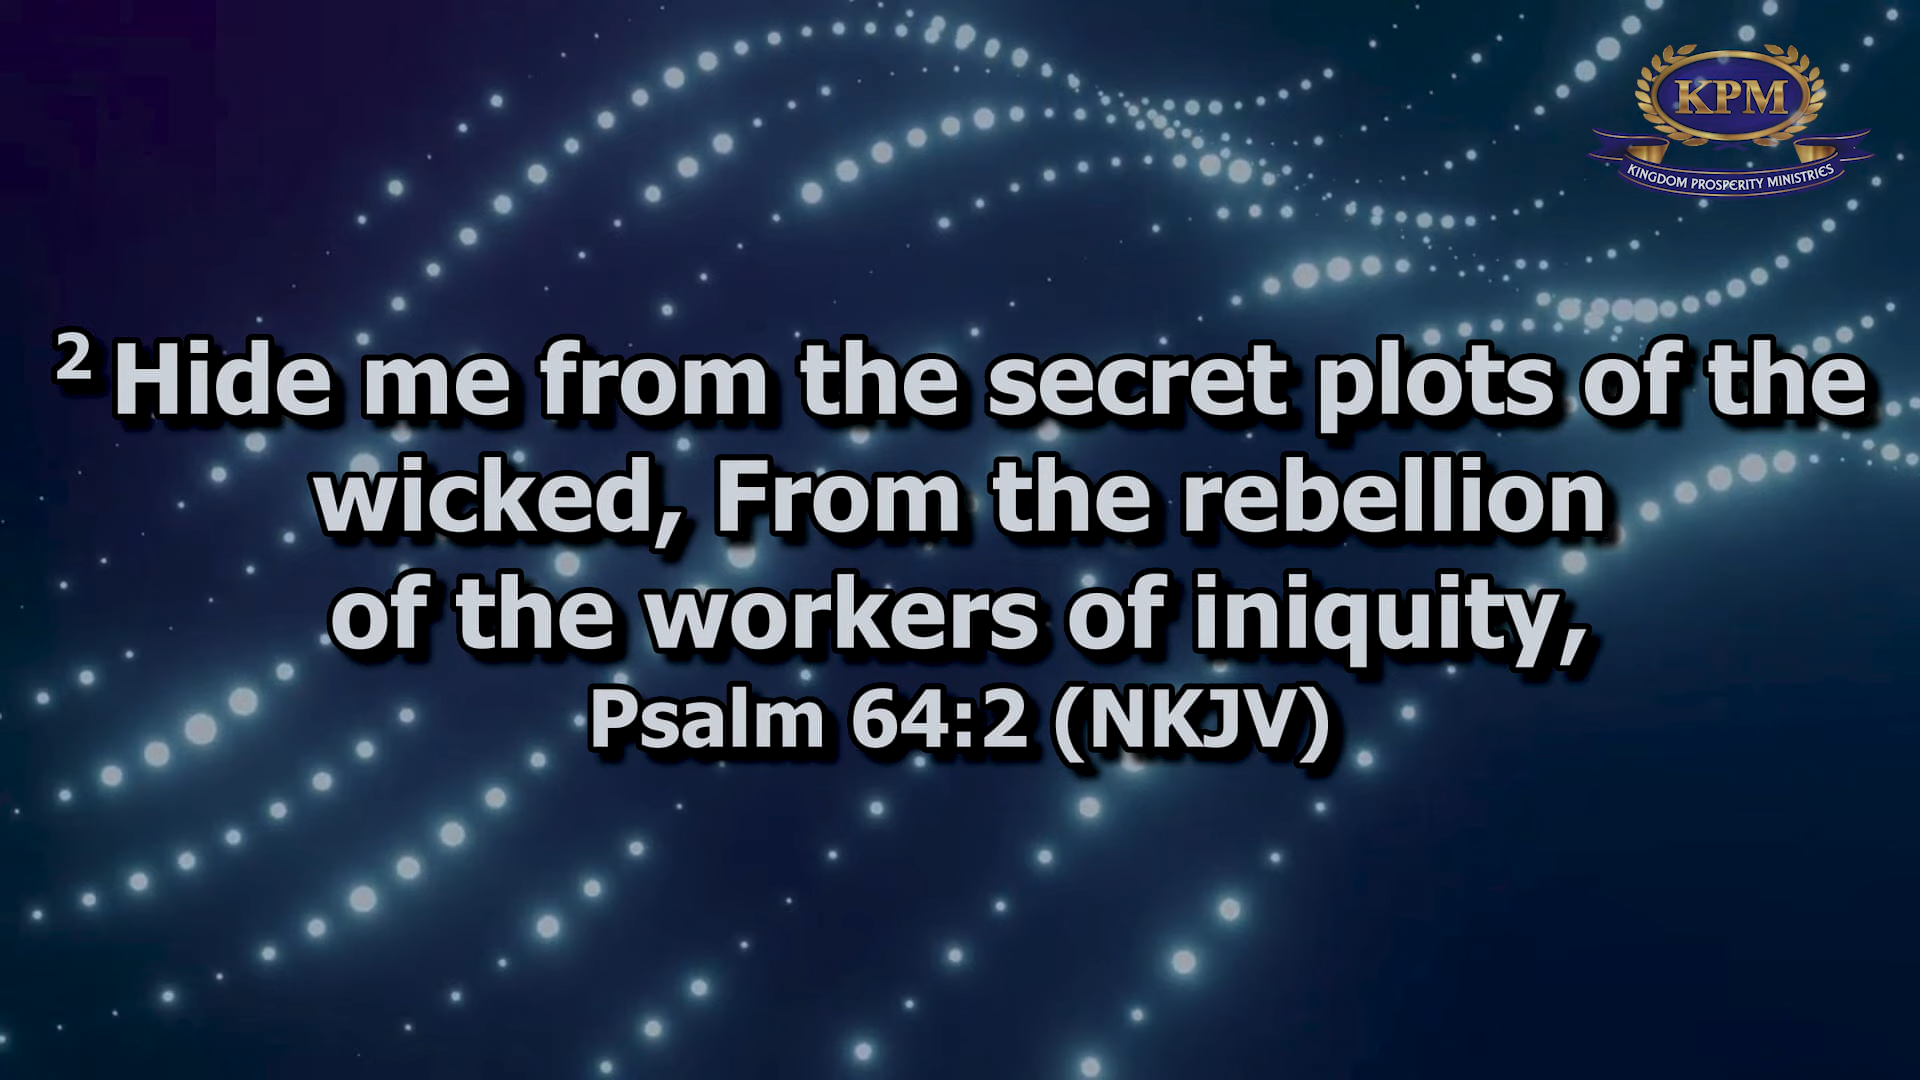 KPM
KINGDOM PROSPERITY MINISTRIES
2 Hide me from the secret plots of the
wicked, From the rebellion
of the workers of iniquity,
Psalm 64:2 (NKJV)